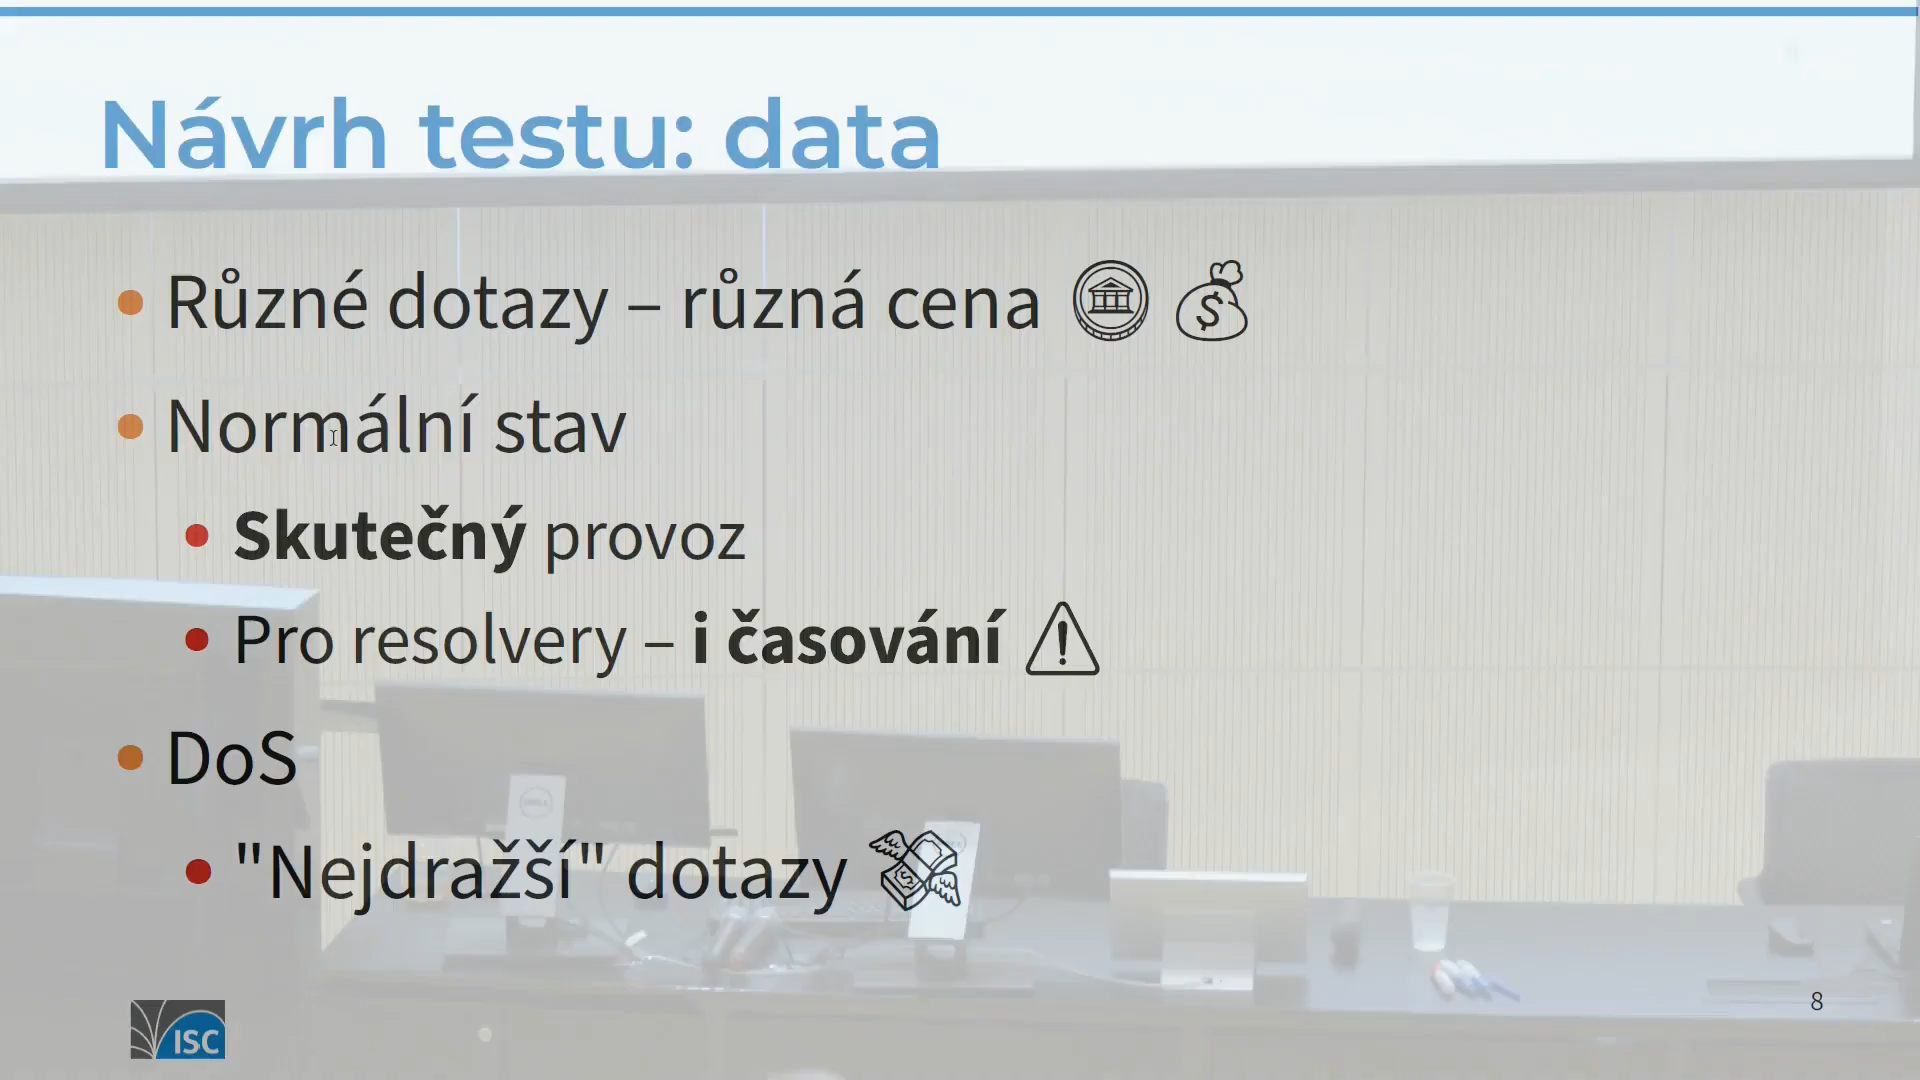 Návrh testu: data
Různé dotazy – různá cena
Normální stav
Skutečný provoz
Pro resolvery – i časování
DoS
"Nejdražší" dotazy
ISC
8